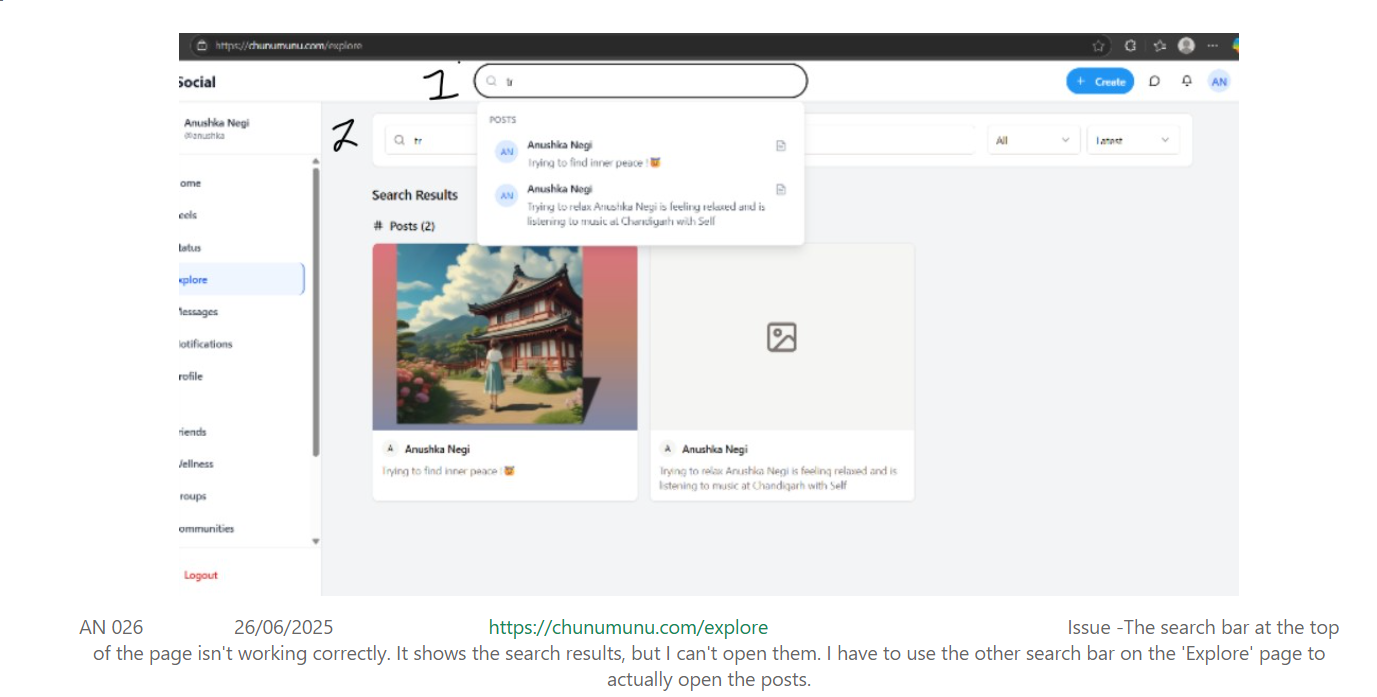 https://chunumunu.com/explore
Social
1
tr
+ Create
AN
Anushka Negi
@anushka
2
tr
All
Latest
POSTS
AN
Anushka Negi
Trying to find inner peace !
AN
Anushka Negi
Trying to relax Anushka Negi is feeling relaxed and is
listening to music at Chandigarh with Self
Search Results
# Posts (2)
ome
eels
tatus
xplore
Messages
otifications
rofile
riends
Wellness
roups
ommunities
Logout
A Anushka Negi
Trying to find inner peace !
A Anushka Negi
Trying to relax Anushka Negi is feeling relaxed and is
listening to music at Chandigarh with Self
AN 026 26/06/2025 https://chunumunu.com/explore Issue -The search bar at the top
of the page isn't working correctly. It shows the search results, but I can't open them. I have to use the other search bar on the 'Explore' page to
actually open the posts.